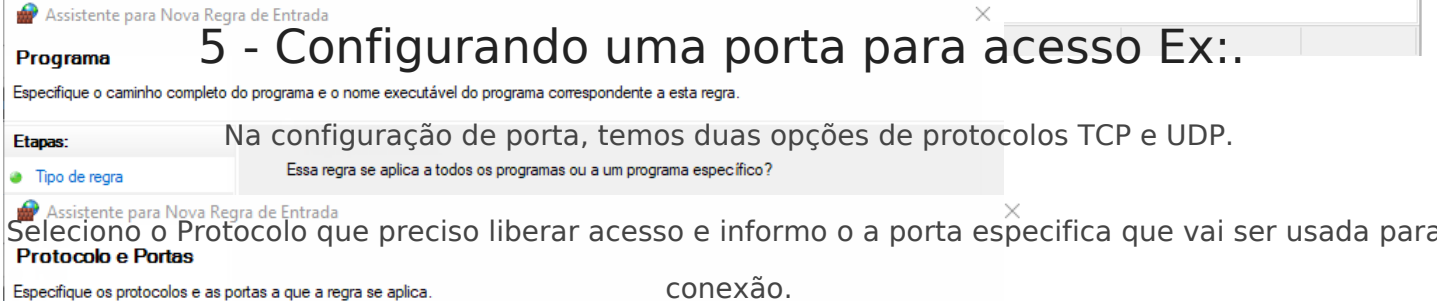 Assistente para Nova Regra de Entrada
5 - Configurando uma porta para acesso Ex:.
Programa
Especifique o caminho completo do programa e o nome executável do programa correspondente a esta regra.
Na configuração de porta, temos duas opções de protocolos TCP e UDP.
Etapas:
Essa regra se aplica a todos os programas ou a um programa específico?
Tipo de regra
Assistente para Nova Regra de Entrada
Seleciono o Protocolo que preciso liberar acesso e informo o a porta especifica que vai ser usada para
Protocolo e Portas
conexão.
Especifique os protocolos e as portas a que a regra se aplica.